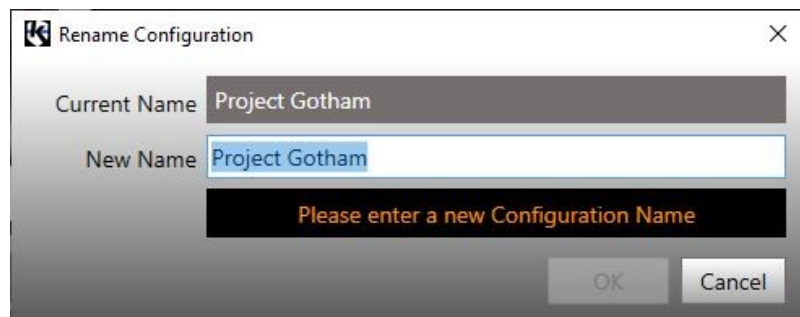 Rename Configuration
Current Name Project Gotham
New Name Project Gotham
Please enter a new Configuration Name
OK Cancel